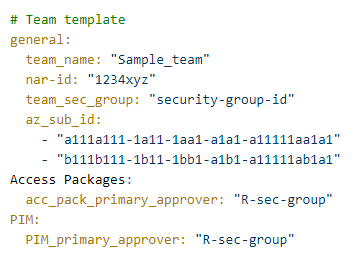 # Team template
general:
  team_name: "Sample_team"
  nar-id: "1234xyz"
  team_sec_group: "security-group-id"
  az_sub_id:
    - "a111a111-1a11-1aa1-a1a1-a11111aa1a1"
    - "b111b111-1b11-1bb1-a1b1-a11111ab1a1"
Access Packages:
  acc_pack_primary_approver: "R-sec-group"
PIM:
  PIM_primary_approver: "R-sec-group"